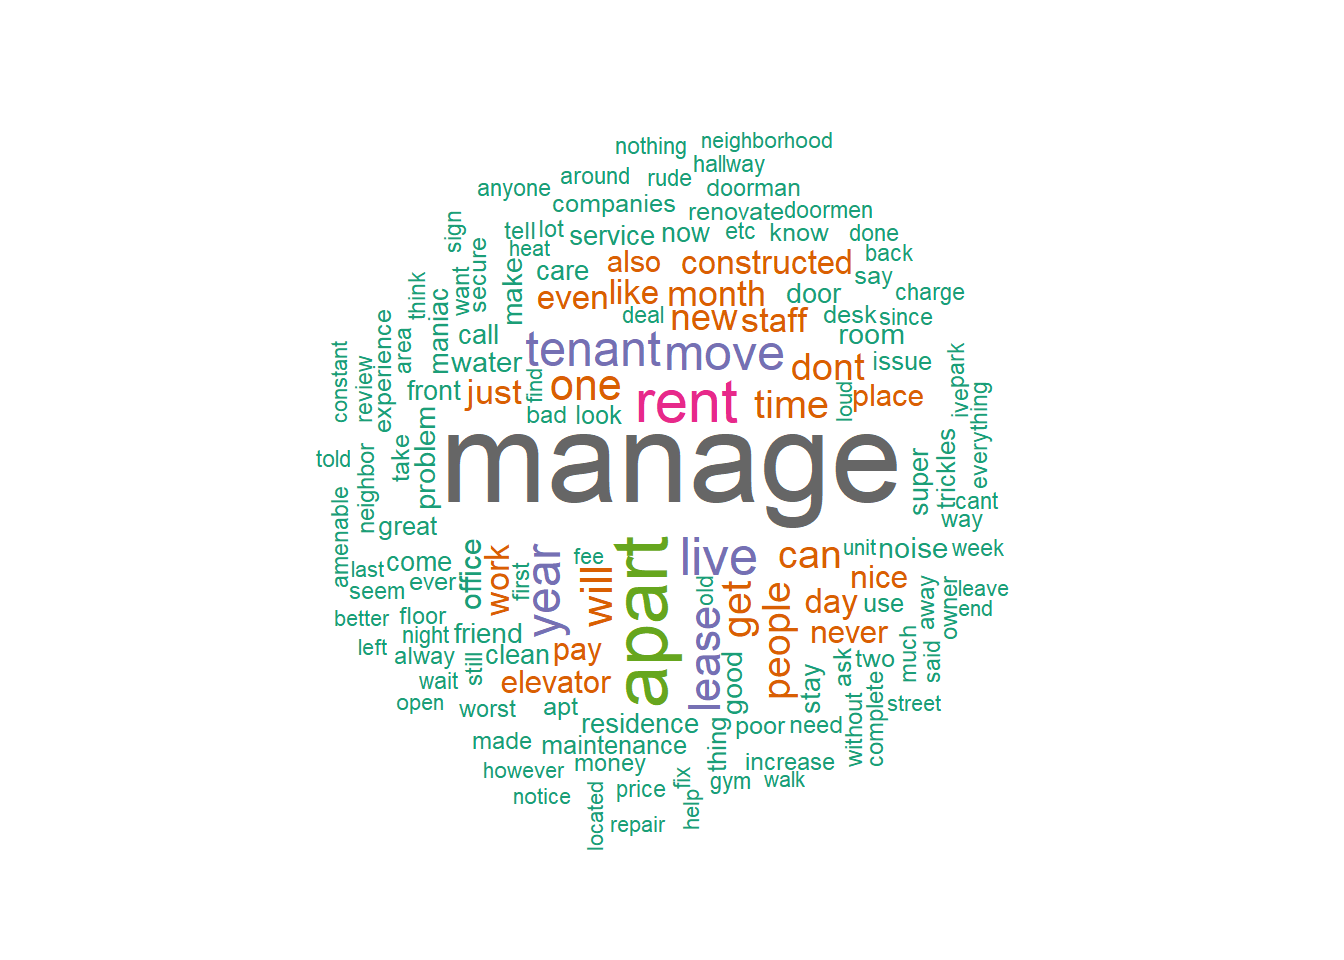 nothing
neighborhood
hallway
around
rude
anyone
doorman
companies
renovate
doormen
sign
tell
lot
service
now
etc
know
done
heat
secure
want
think
make
care
also
constructed
back
say
maniac
even
like
month
door
charge
experience
area
call
deal
new
staff
desk
since
room
constant
review
water
tenant
move
dont
issue
front
just
find
one
rent
time
loud
place
ive
park
everything
bad
look
told
neighbor
take
problem
manage
super
trickles
cant
way
amenable
great
last
come
office
work
year
fee
will
apart
live
can
unit
noise
week
seem
ever
first
old
nice
away
owner
leave
better
floor
lease
get
people
day
use
end
left
night
friend
never
much
said
alway
still
clean
pay
good
stay
ask
two
wait
elevator
without
complete
street
open
worst
apt
residence
poor
need
made
maintenance
thing
increase
however
money
fix
gym
walk
notice
located
price
help
repair